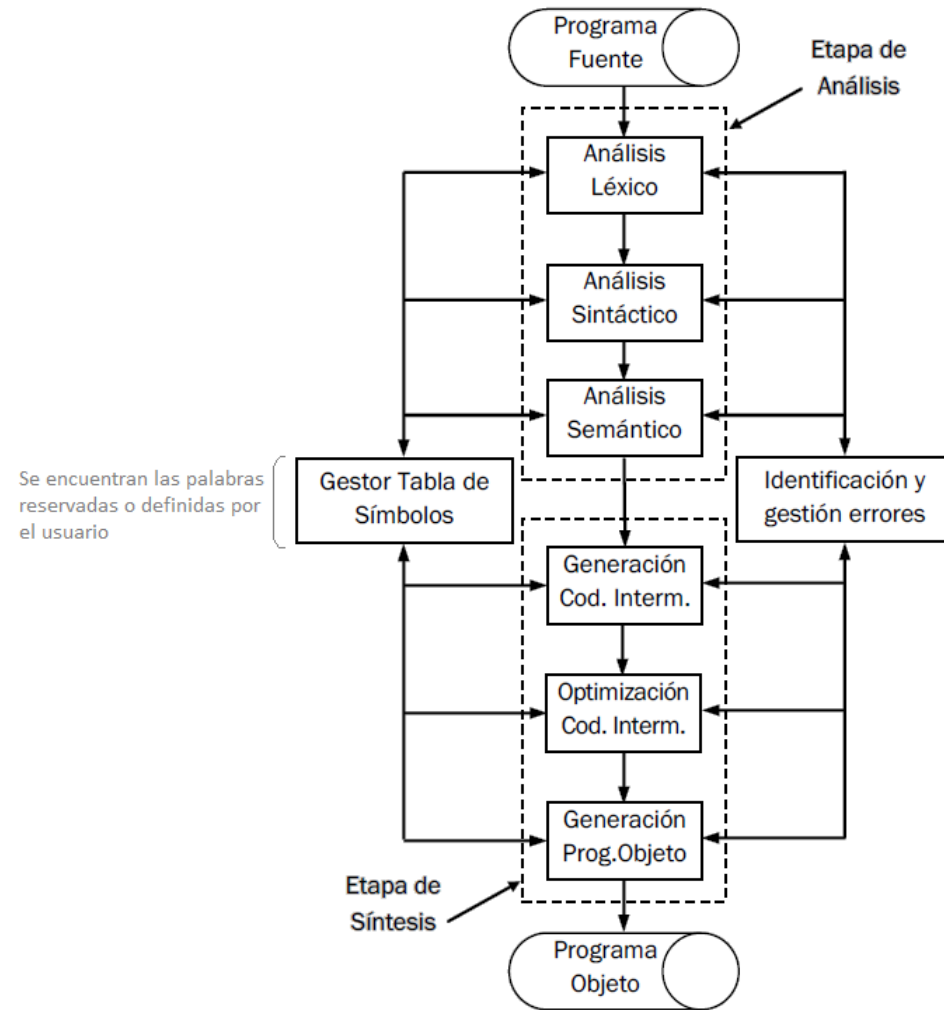 Programa
Fuente
Etapa de
Análisis
Análisis
Léxico
Análisis
Sintáctico
Análisis
Semántico
Se encuentran las palabras
reservadas o definidas por
el usuario
Gestor Tabla de
Símbolos
Identificación y
gestión errores
Generación
Cod. Interm.
Optimización
Cod. Interm.
Generación
Prog.Objeto
Etapa de
Síntesis
Programa
Objeto